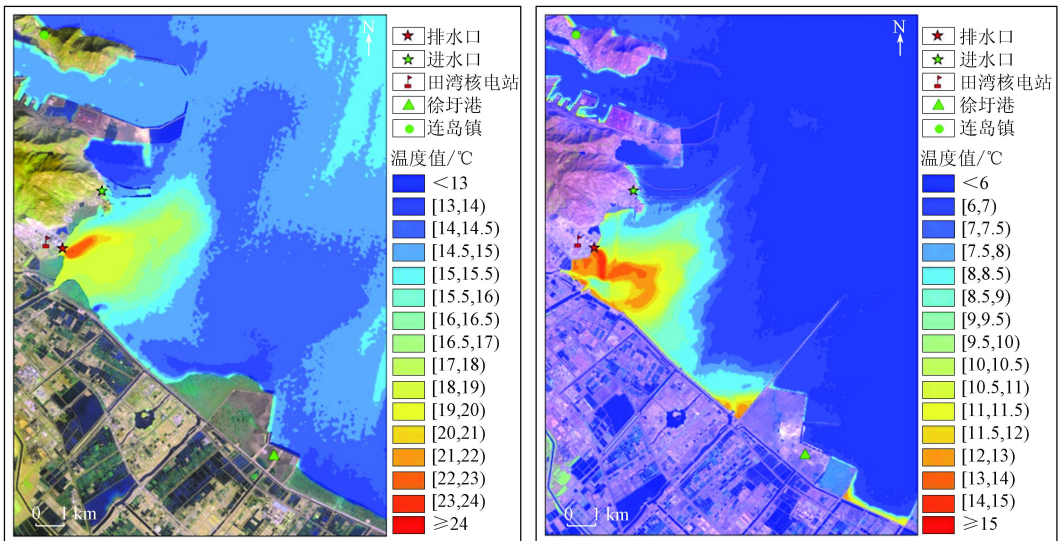 N
排水口
进水口
田湾核电站
徐圩港
连岛镇
温度值/℃
＜13
[13,14)
[14,14.5)
[14.5,15)
[15,15.5)
[15.5,16)
[16,16.5)
[16.5,17)
[17,18)
[18,19)
[19,20)
[20,21)
[21,22)
[22,23)
[23,24)
≥24
0 1 km
N
排水口
进水口
田湾核电站
徐圩港
连岛镇
温度值/℃
＜6
[6,7)
[7,7.5)
[7.5,8)
[8,8.5)
[8.5,9)
[9,9.5)
[9.5,10)
[10,10.5)
[10.5,11)
[11,11.5)
[11.5,12)
[12,13)
[13,14)
[14,15)
≥15
0 1 km